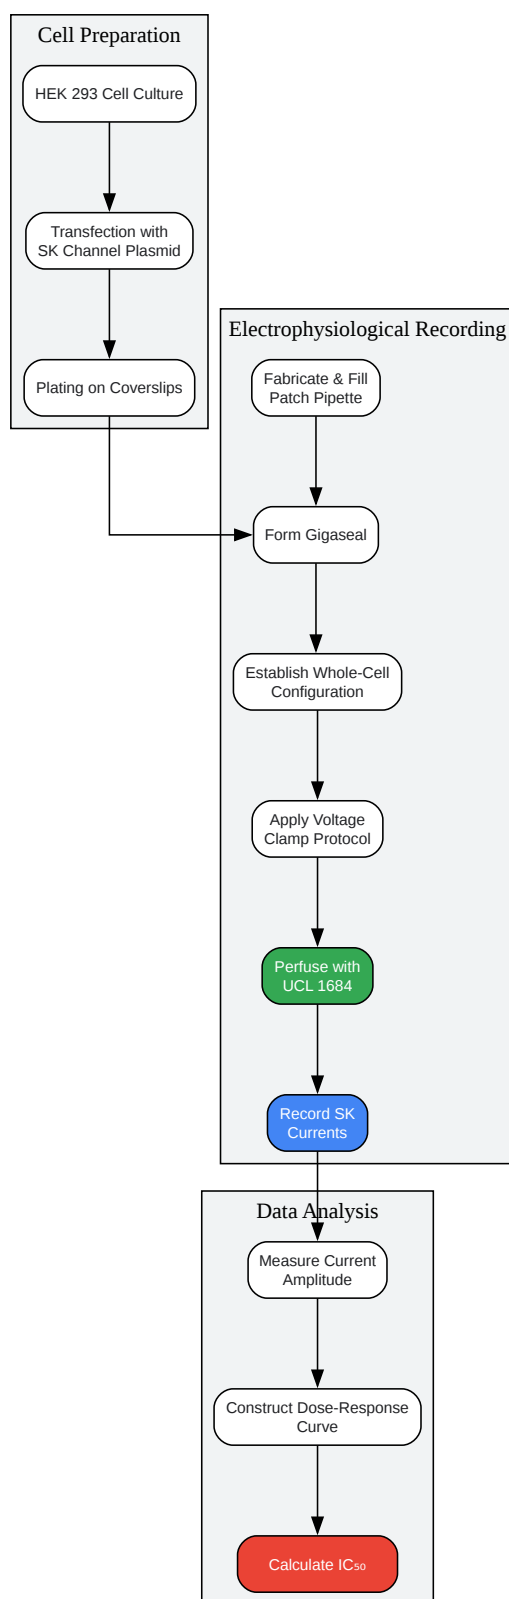 Cell Preparation
HEK 293 Cell Culture
Transfection with
SK Channel Plasmid
Plating on Coverslips
Electrophysiological Recording
Fabricate & Fill
Patch Pipette
Form Gigaseal
Establish Whole-Cell
Configuration
Apply Voltage
Clamp Protocol
Perfuse with
UCL 1684
Record SK
Currents
Data Analysis
Measure Current
Amplitude
Construct Dose-Response
Curve
Calculate IC₅₀